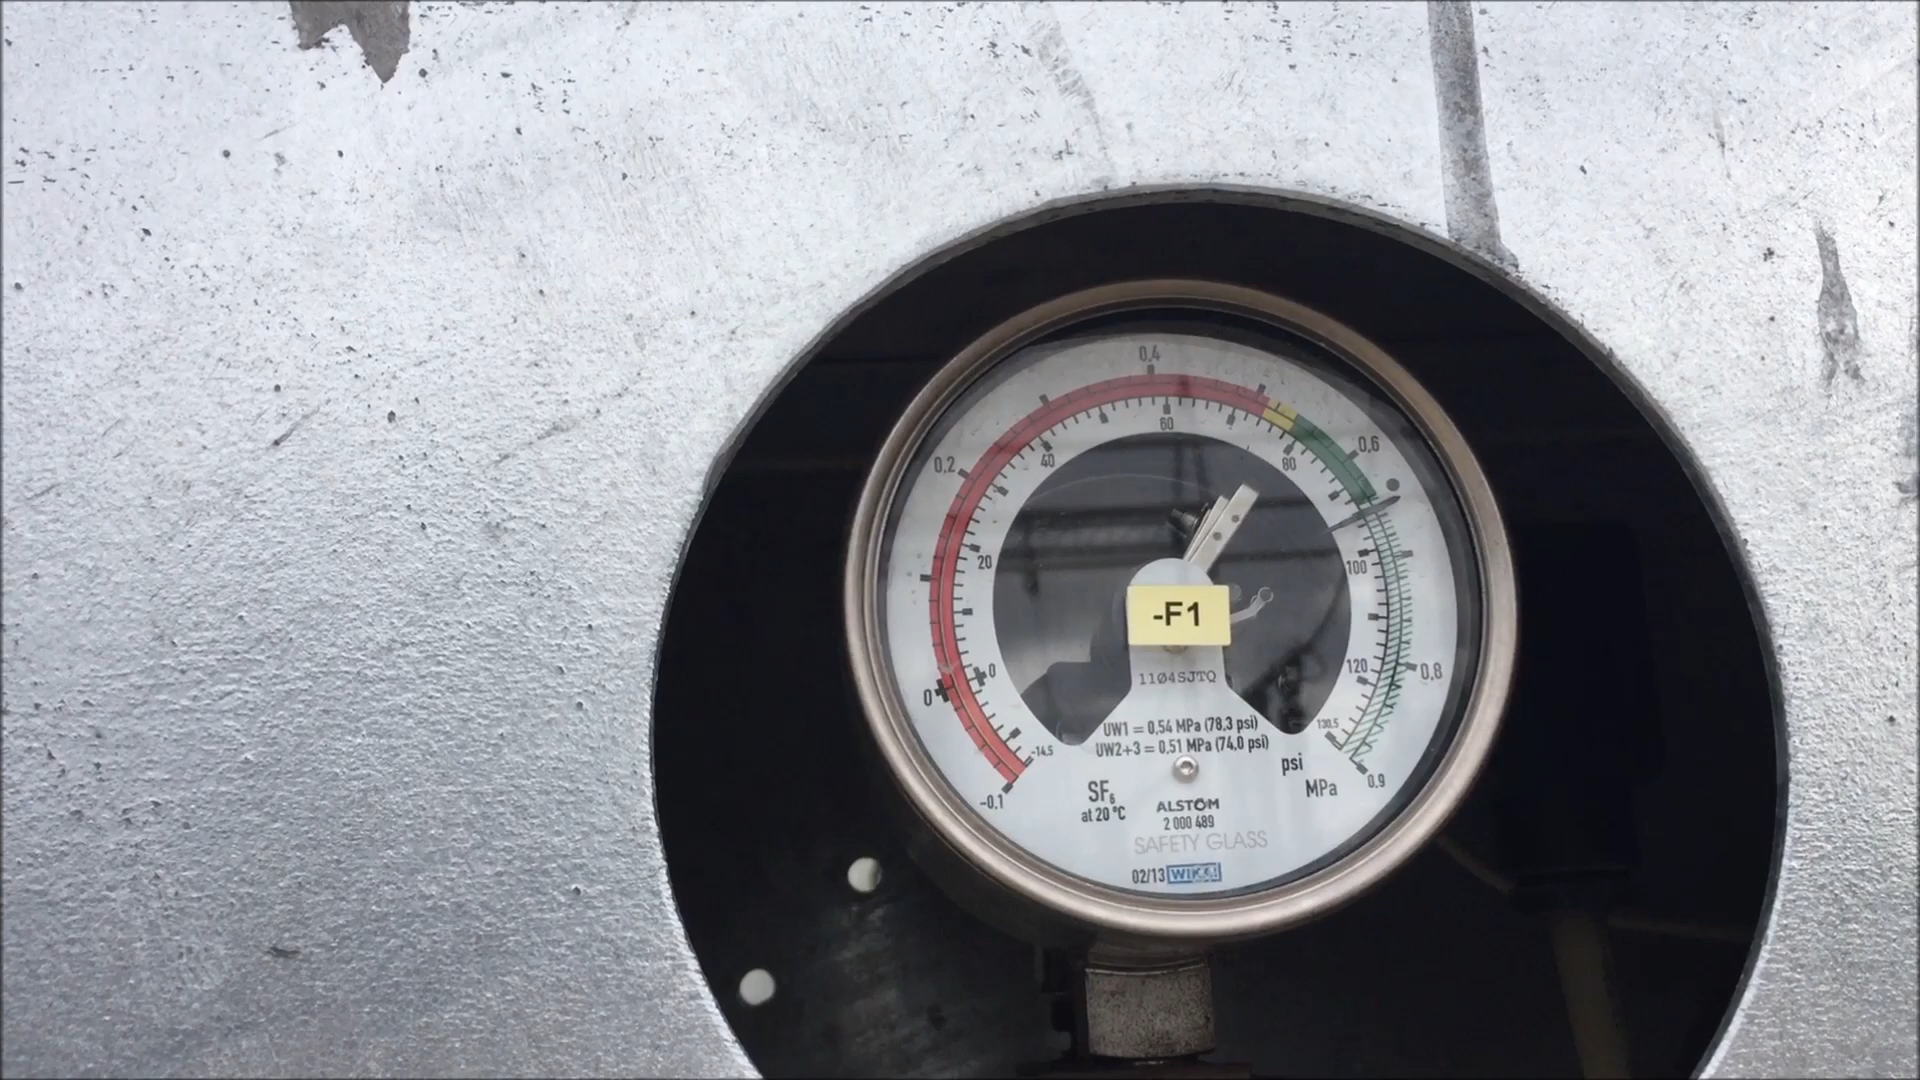 0,4
60
0,6
0,2
40
80
20
100
-F1
120
0,8
0
0
11Ø4SJTQ
130,5
UW1 = 0,54 MPa (78,3 psi)
-14,5
UW2+3 = 0,51 MPa (74,0 psi)
psi
-0,1
SF6
MPa
0,9
at 20 °C
ALSTOM
2 000 489
SAFETY GLASS
02/13 WIKA